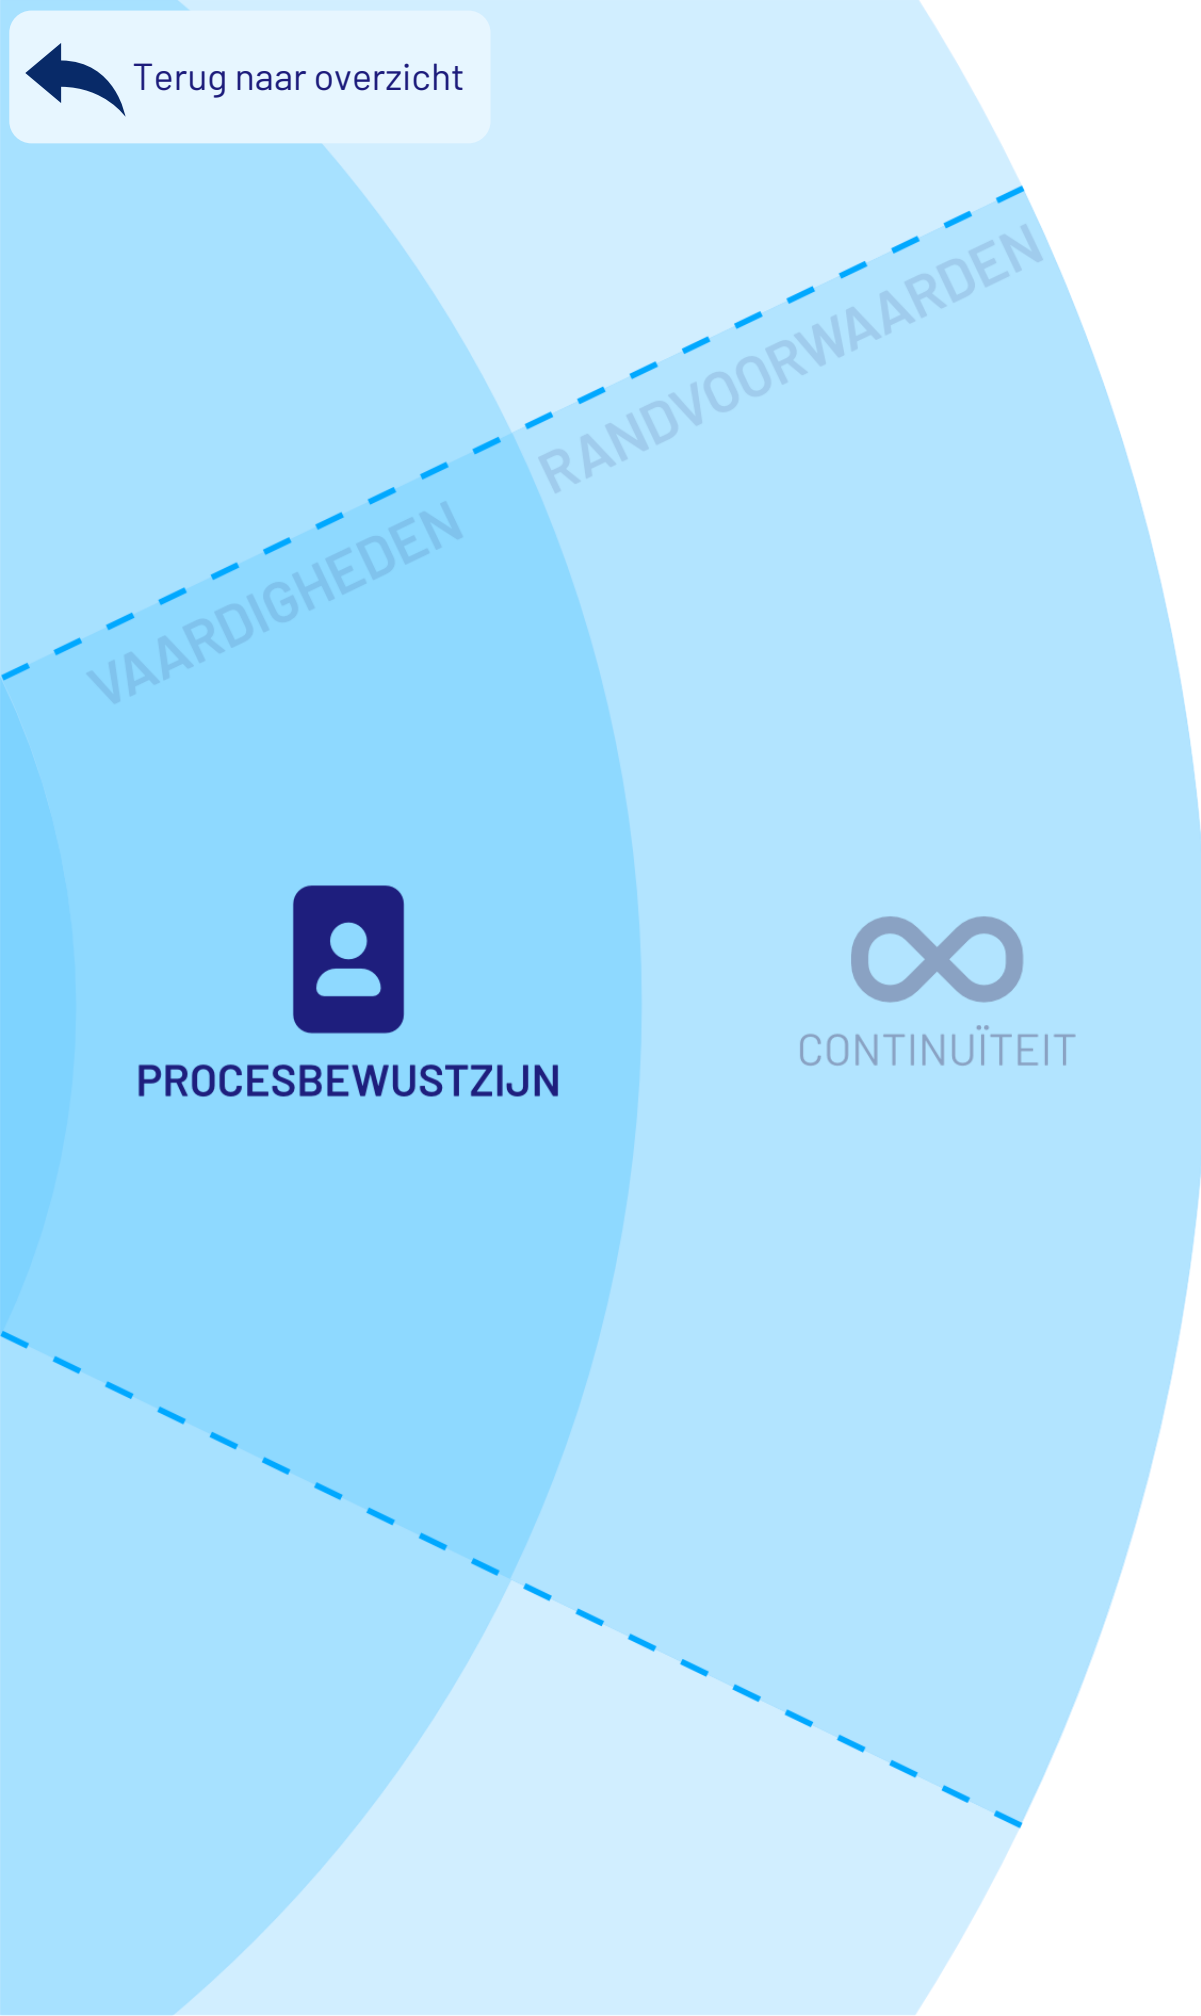 Terug naar overzicht
RANDVOORWAARDEN
VAARDIGHEDEN
PROCESBEWUSTZIJN
CONTINUÏTEIT